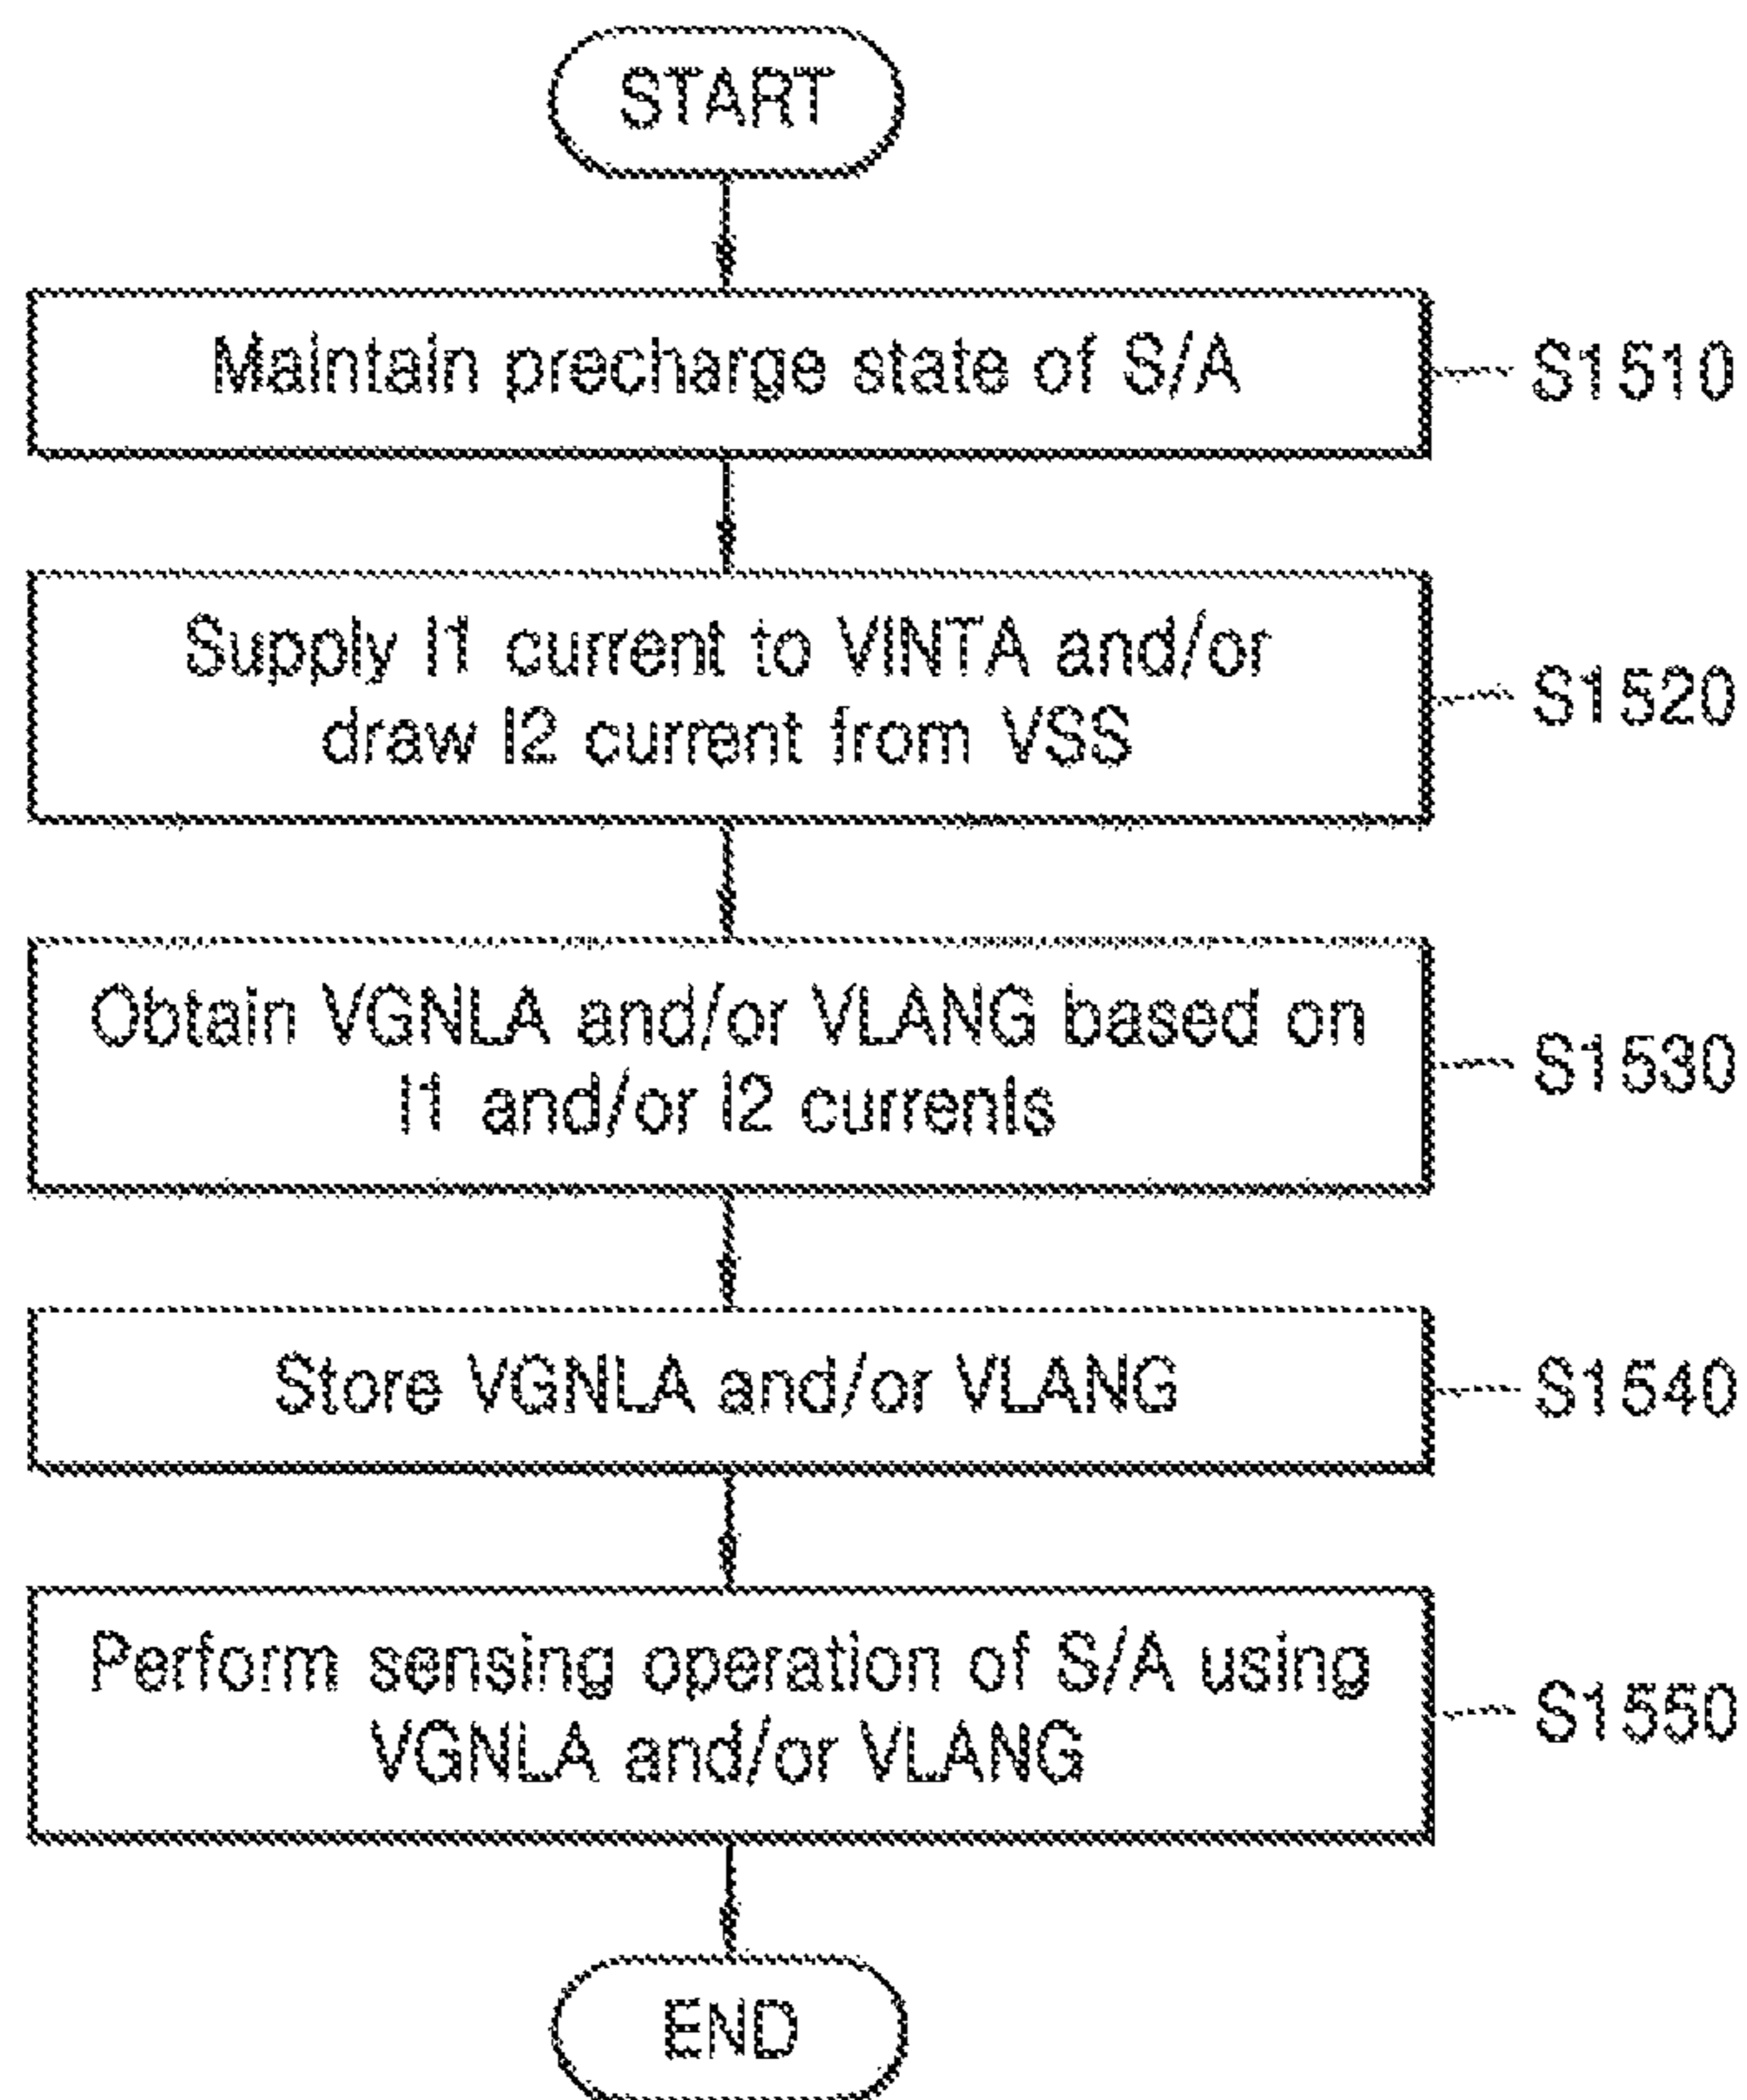 START
Maintain precharge state of S/A
S1510
Supply I1 current to VINTA and/or
draw I2 current from VSS
S1520
Obtain VGNLA and/or VLANG based on
I1 and/or I2 currents
S1530
Store VGNLA and/or VLANG
S1540
Perform sensing operation of S/A using
VGNLA and/or VLANG
S1550
END